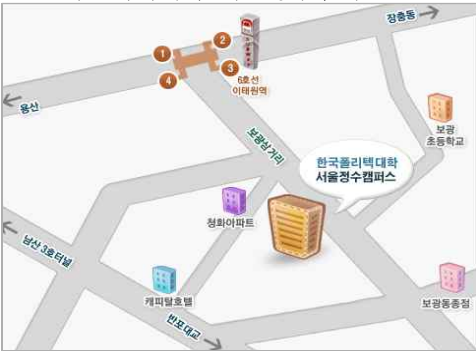 장충동
1
2
3
4
6호선
이태원역
용산
보광
초등학교
보광삼거리
한국폴리텍대학
서울정수캠퍼스
청화아파트
남산 3호터널
캐피탈호텔
보광동종점
반포대교